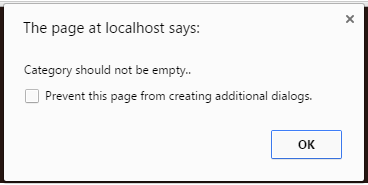 The page at localhost says:
Category should not be empty..
Prevent this page from creating additional dialogs.
OK